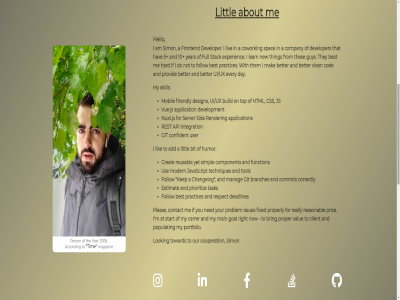 Little about me
Hello,
I am Simon, a Frontend Developer. I live in a coworking space in a company of developers that
have 5+ and 10+ years of Full Stack experience. I learn new things from these guys. They beat
me hard if I do not to follow best practices. With them I make better and better clean code
and provide better and better UI/UX every day.
My skills:
Mobile friendly designs, UI/UX build on top of HTML, CSS, JS
Vue.js application development
Nuxt.js for Server Side Rendering applications
REST API integration
GIT confident user
I like to add a little bit of humor:
Create reusable yet simple components and functions
Use modern JavaScript techniques and tools
Follow "Keep a Changelog", and manage Git branches and commits correctly
Estimate and prioritize tasks
Follow best practices and respect deadlines
Please, contact me if you need your problem issues fixed properly for really reasonable price.
I'm at start of my carrer and my main goal right now - to bring proper value to client and
populating my portfolio.
Looking towards to our cooperation, Simon
Person of the Year 2006
According to "Time" magazine